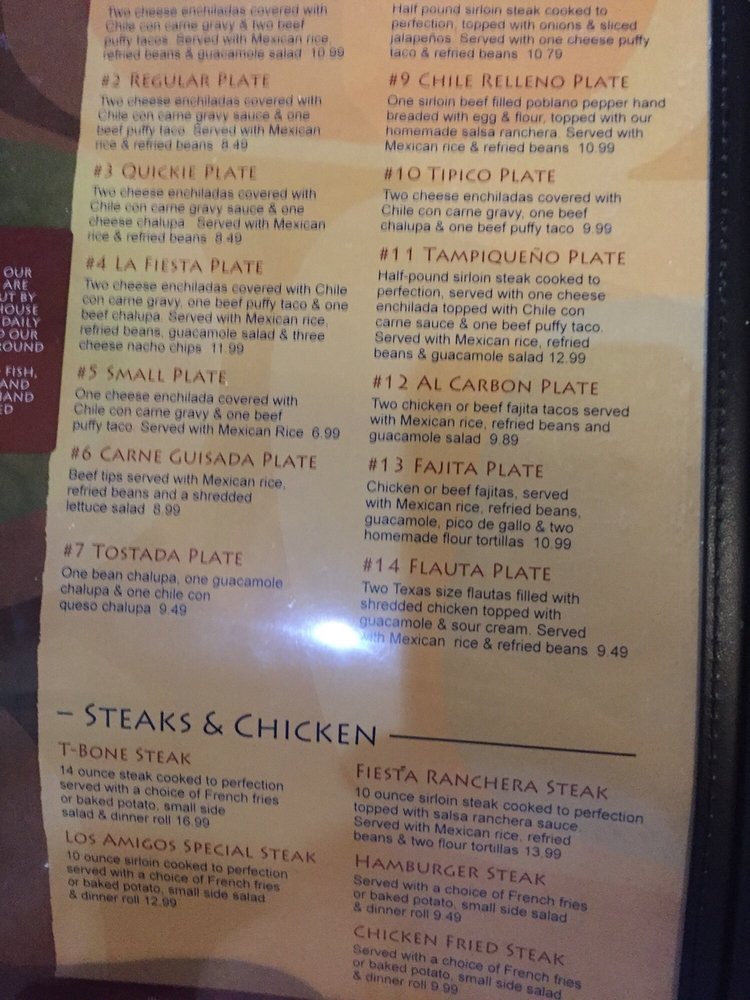 OUR
ARE
UT BY
HOUSE
DAILY
O OUR
ROUND
FISH,
AND
HAND
ED
Two cheese enchiladas covered with
Chile con carne gravy & two beef
puffy tacos. Served with Mexican rice,
refried beans & guacamole salad 10.99
#2 REGULAR PLATE
Two cheese enchiladas covered with
Chile con carne gravy sauce & one
beef puffy taco. Served with Mexican
rice & refried beans 8.49
#3 QUICKIE PLATE
Two cheese enchiladas covered with
Chile con carne gravy sauce & one
cheese chalupa. Served with Mexican
rice & refried beans 8.49
#4 LA FIESTA PLATE
Two cheese enchiladas covered with Chile
con carne gravy, one beef puffy taco & one
beef chalupa. Served with Mexican rice,
refried beans, guacamole salad & three
cheese nacho chips 11.99
#5 SMALL PLATE
One cheese enchilada covered with
Chile con carne gravy & one beef
puffy taco. Served with Mexican Rice 6.99
#6 CARNE GUISADA PLATE
Beef tips served with Mexican rice,
refried beans and a shredded
lettuce salad 8.99
#7 TOSTADA PLATE
One bean chalupa, one guacamole
chalupa & one chile con
queso chalupa 9.49
Half pound sirloin steak cooked to
perfection, topped with onions & sliced
jalapeños. Served with one cheese puffy
taco & refried beans 10.79
#9 CHILE RELLENO PLATE
One sirloin beef filled poblano pepper hand
breaded with egg & flour, topped with our
homemade salsa ranchera. Served with
Mexican rice & refried beans 10.99
#10 TIPICO PLATE
Two cheese enchiladas covered with
Chile con carne gravy, one beef
chalupa & one beef puffy taco 9.99
#11 TAMPIQUEÑO PLATE
Half-pound sirloin steak cooked to
perfection, served with one cheese
enchilada topped with Chile con
carne sauce & one beef puffy taco.
Served with Mexican rice, refried
beans & guacamole salad 12.99
#12 AL CARBON PLATE
Two chicken or beef fajita tacos served
with Mexican rice, refried beans and
guacamole salad 9.89
#13 FAJITA PLATE
Chicken or beef fajitas, served
with Mexican rice, refried beans,
guacamole, pico de gallo & two
homemade flour tortillas 10.99
#14 FLAUTA PLATE
Two Texas size flautas filled with
shredded chicken topped with
guacamole & sour cream. Served
with Mexican rice & refried beans 9.49
– STEAKS & CHICKEN
T-BONE STEAK
14 ounce steak cooked to perfection
served with a choice of French fries
or baked potato, small side
salad & dinner roll 16.99
LOS AMIGOS SPECIAL STEAK
10 ounce sirloin cooked to perfection
served with a choice of French fries
or baked potato, small side salad
& dinner roll 12.99
FIESTA RANCHERA STEAK
10 ounce sirloin steak cooked to perfection
topped with salsa ranchera sauce.
Served with Mexican rice, refried
beans & two flour tortillas 13.99
HAMBURGER STEAK
Served with a choice of French fries
or baked potato, small side salad
& dinner roll 9.49
CHICKEN FRIED STEAK
Served with a choice of French fries
or baked potato, small side salad
& dinner roll 9.99